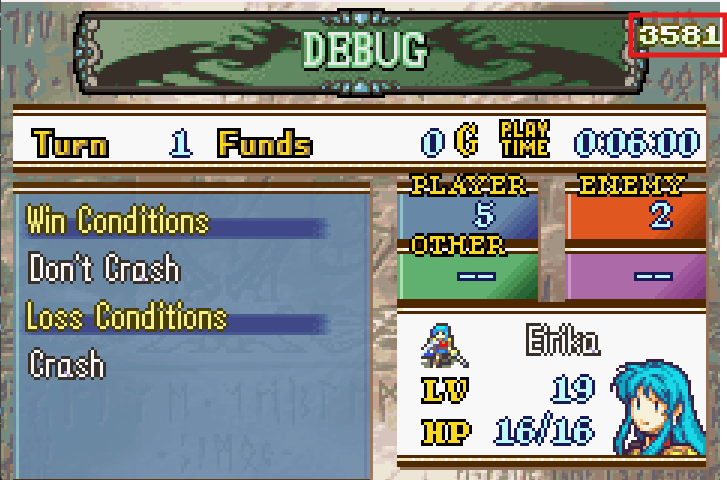 DEBUG
3581
Turn 1 Funds 0 G PLAY TIME 0:06:00
PLAYER ENEMY
5 2
OTHER
-- --
Win Conditions
Don't Crash
Loss Conditions
Crash
Eirika
LV 19
HP 16/16